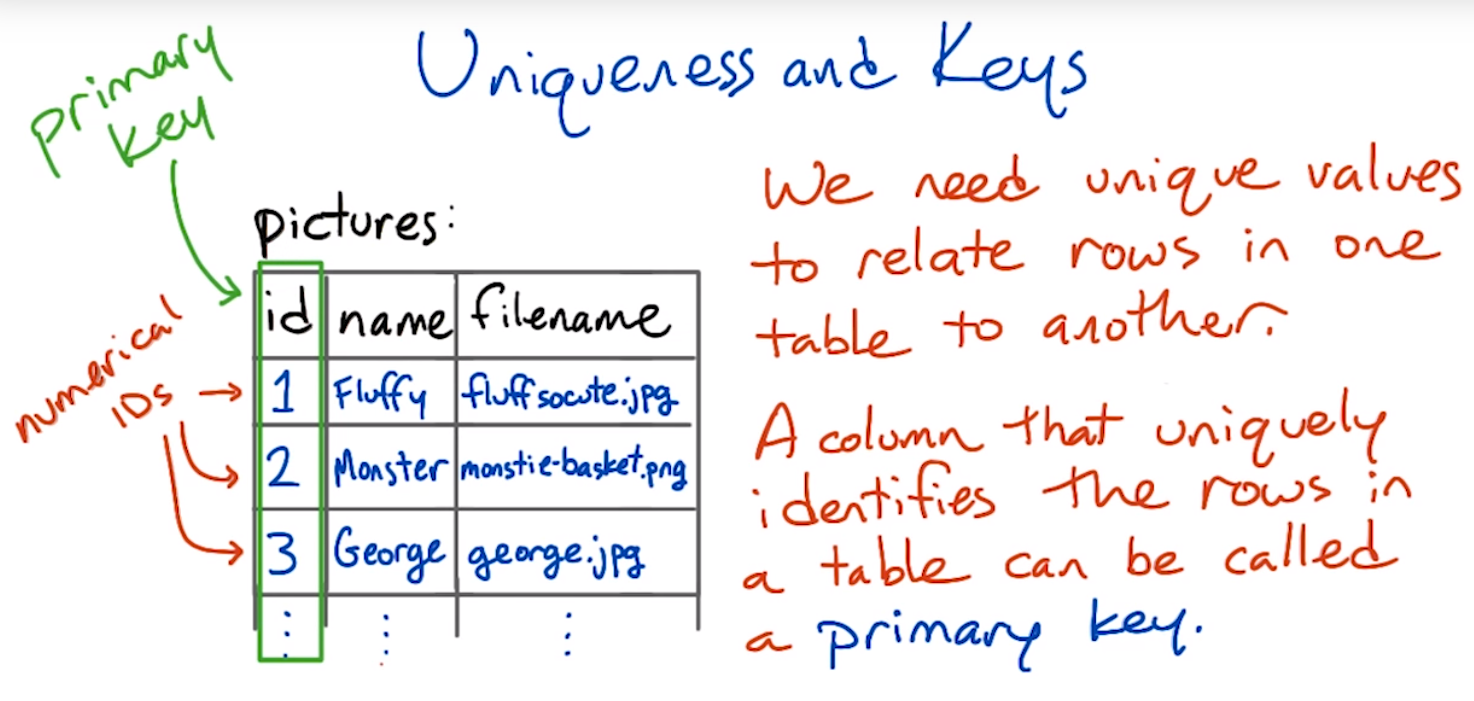 Uniqueness and Keys
primary
key
pictures:
id name filename
1 Fluffy fluffsocute.jpg
2 Monster monstie-basket.png
3 George george.jpg
numerical
IDs
We need unique values
to relate rows in one
table to another.
A column that uniquely
identifies the rows in
a table can be called
a primary key.